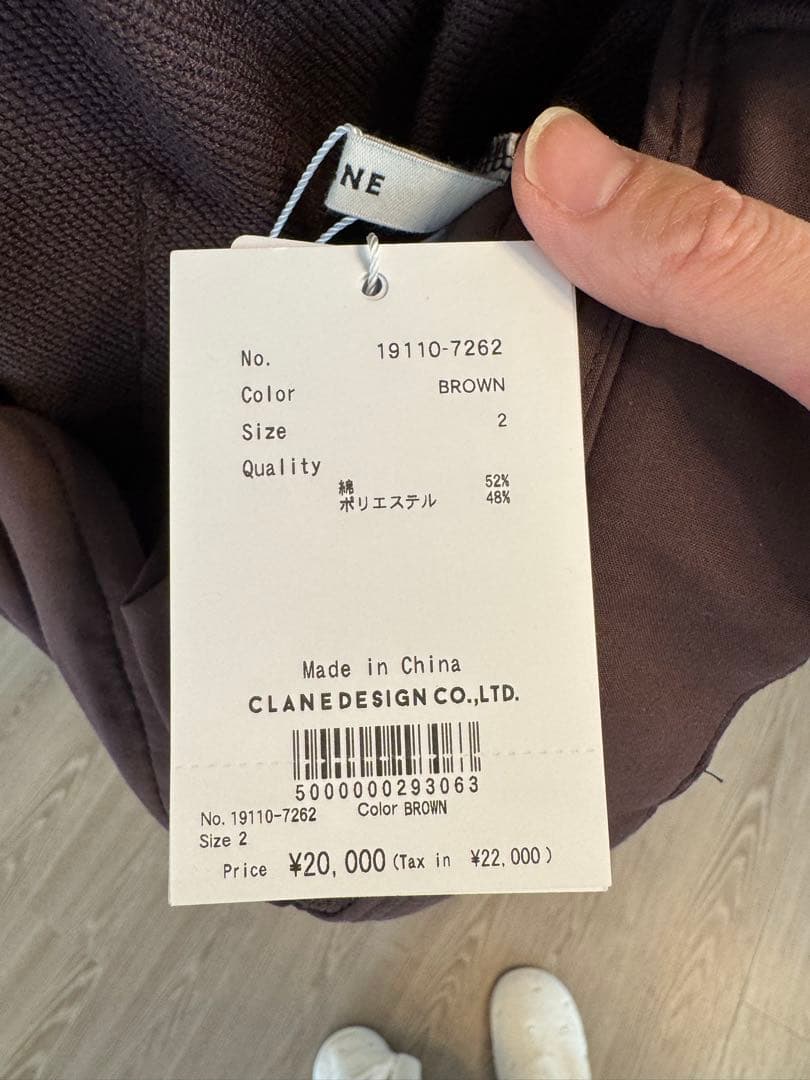 NE
No. 19110-7262
Color BROWN
Size 2
Quality
綿 52%
ポリエステル 48%
Made in China
CLANE DESIGN CO.,LTD.
5000000293063
No. 19110-7262 Color BROWN
Size 2
Price ¥20,000 (Tax in ¥22,000)